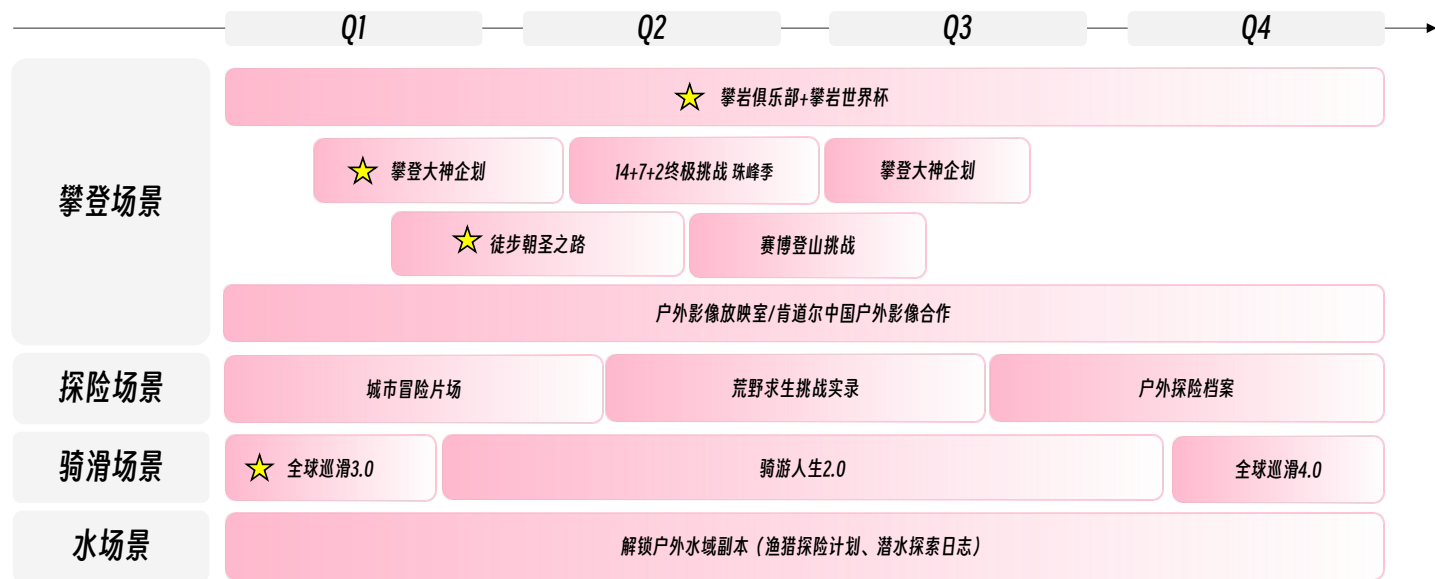 Q1
Q2
Q3
Q4
攀登场景
攀岩俱乐部+攀岩世界杯
攀登大神企划
14+7+2终极挑战 珠峰季
攀登大神企划
徒步朝圣之路
赛博登山挑战
户外影像放映室/肯道尔中国户外影像合作
探险场景
城市冒险片场
荒野求生挑战实录
户外探险档案
骑滑场景
全球巡滑3.0
骑游人生2.0
全球巡滑4.0
水场景
解锁户外水域副本（渔猎探险计划、潜水探索日志）